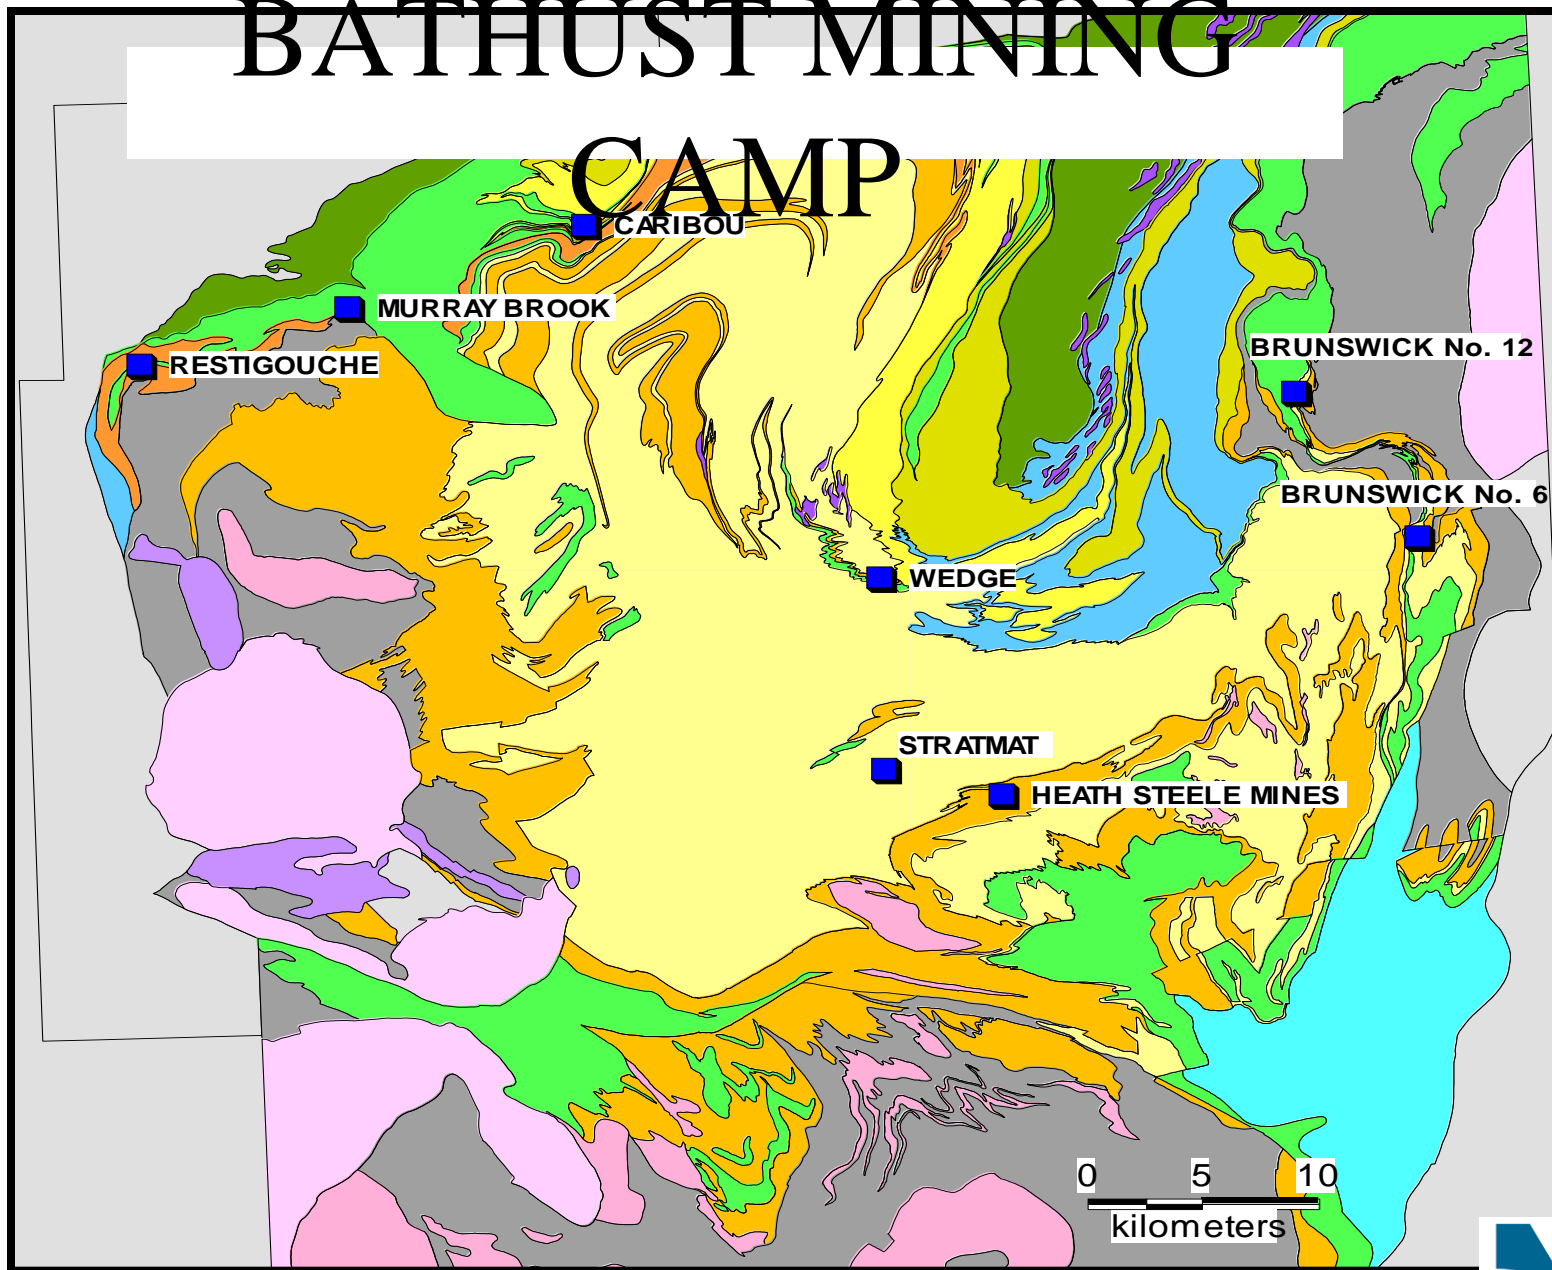 BATHUST MINING
CAMP
CARIBOU
MURRAY BROOK
RESTIGOUCHE
BRUNSWICK No. 12
BRUNSWICK No. 6
WEDGE
STRATMAT
HEATH STEELE MINES
0 5 10
kilometers